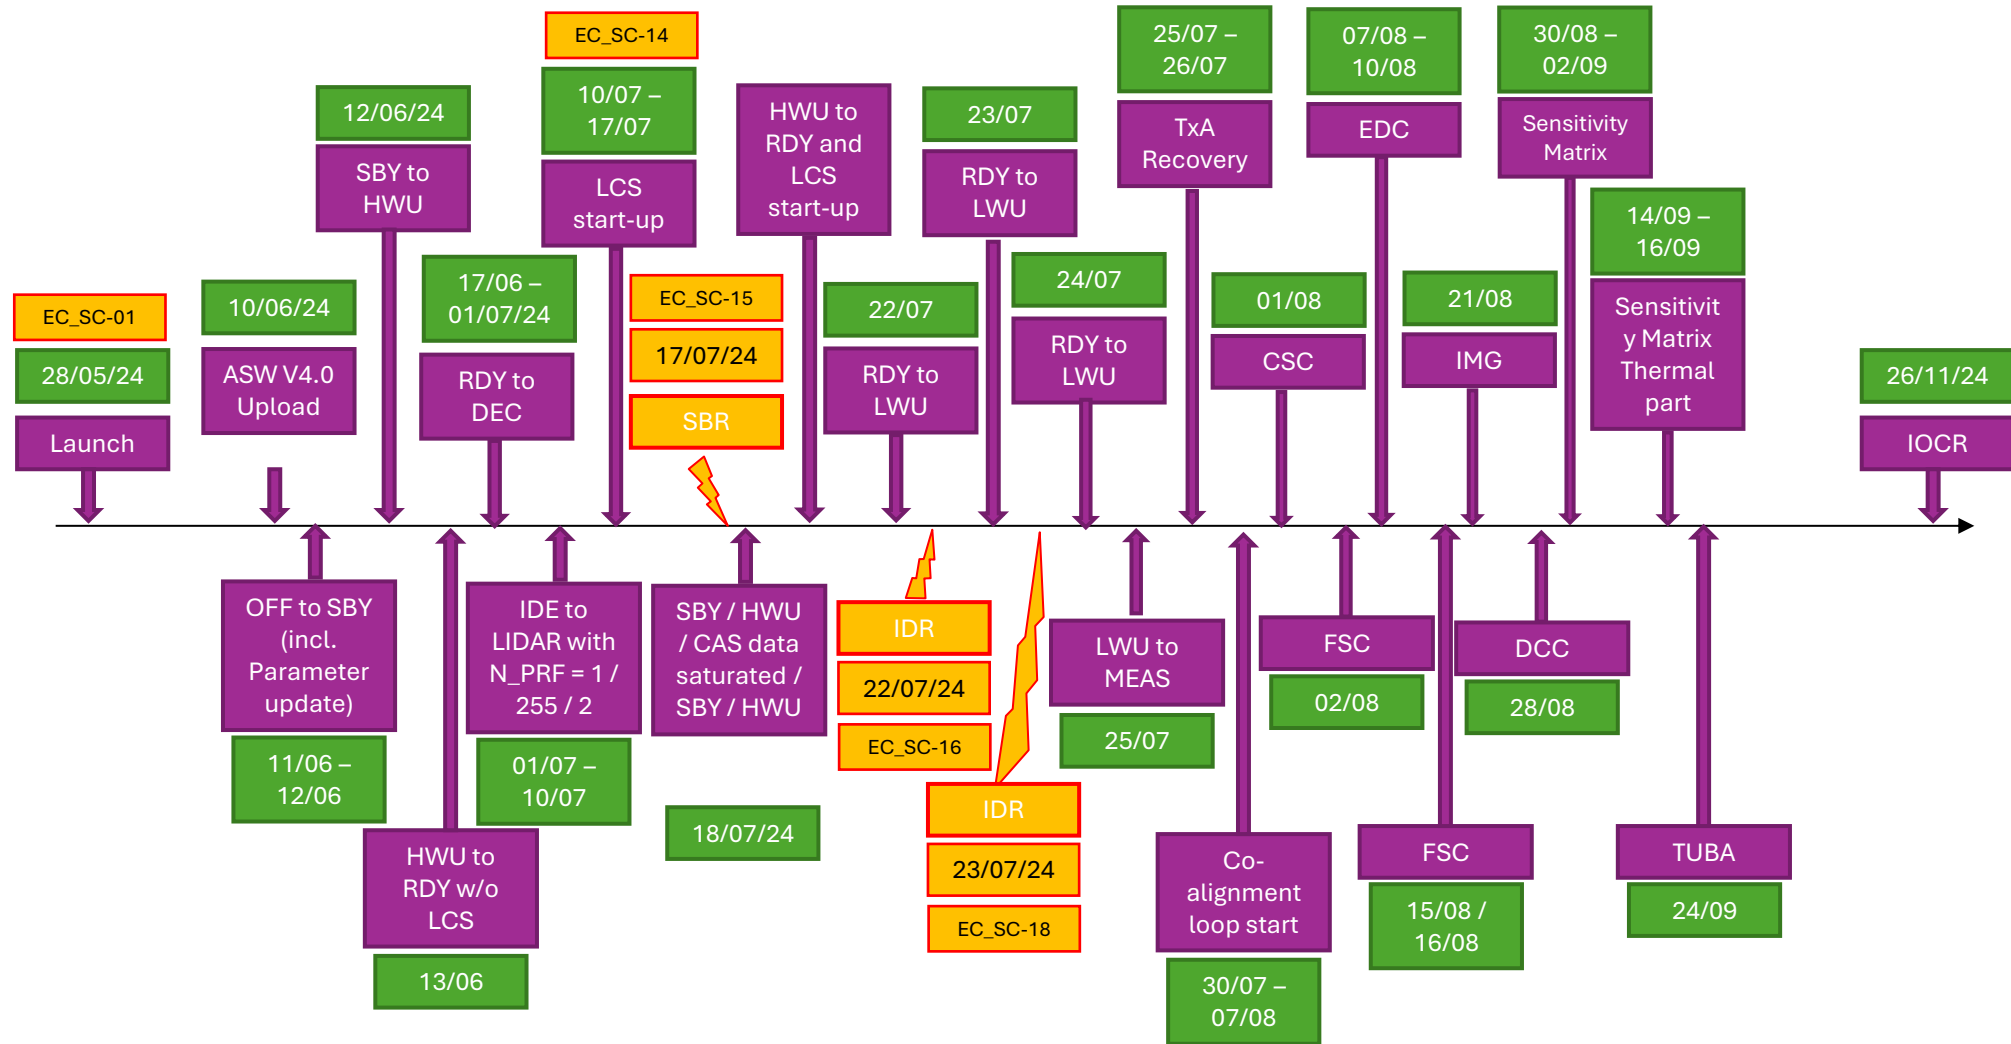 EC_SC-01
28/05/24
Launch
10/06/24
ASW V4.0
Upload
OFF to SBY
(incl.
Parameter
update)
11/06 –
12/06
12/06/24
SBY to
HWU
HWU to
RDY w/o
LCS
13/06
17/06 –
01/07/24
RDY to
DEC
IDE to
LIDAR with
N_PRF = 1 /
255 / 2
01/07 –
10/07
EC_SC-14
10/07 –
17/07
LCS
start-up
EC_SC-15
17/07/24
SBR
SBY / HWU
/ CAS data
saturated /
SBY / HWU
18/07/24
HWU to
RDY and
LCS
start-up
22/07
RDY to
LWU
IDR
22/07/24
EC_SC-16
23/07
RDY to
LWU
IDR
23/07/24
EC_SC-18
24/07
RDY to
LWU
LWU to
MEAS
25/07
25/07 –
26/07
TxA
Recovery
Co-
alignment
loop start
30/07 –
07/08
01/08
CSC
FSC
02/08
07/08 –
10/08
EDC
FSC
15/08 /
16/08
21/08
IMG
DCC
28/08
30/08 –
02/09
Sensitivity
Matrix
14/09 –
16/09
Sensitivit
y Matrix
Thermal
part
TUBA
24/09
26/11/24
IOCR